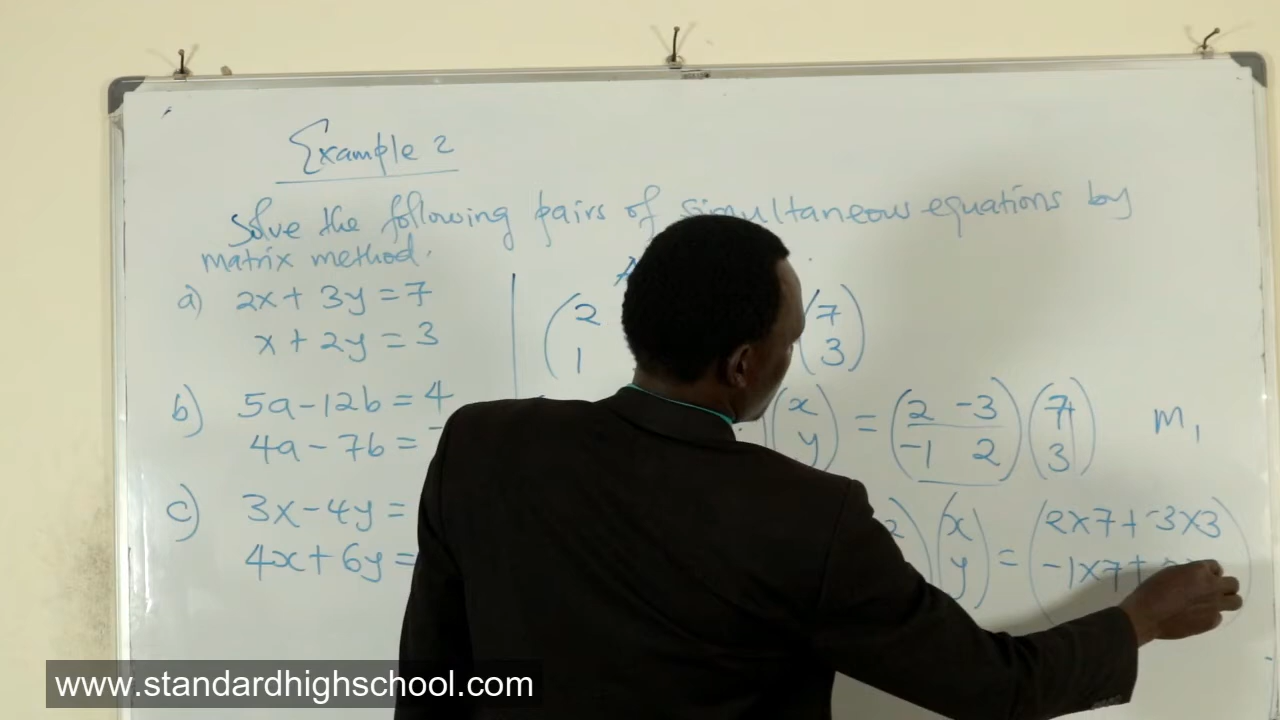 Example 2
Solve the following pairs of simultaneous equations by
matrix method.
a) 2x + 3y = 7
x + 2y = 3
b) 5a - 12b = 4
4a - 7b =
c) 3x - 4y =
4x + 6y =
(2 7)
(1 3)
(x) = (2 -3) (7) M1
(y) (-1 2) (3)
2) (x) = (2x7 + -3x3)
(y) (-1x7 +
www.standardhighschool.com